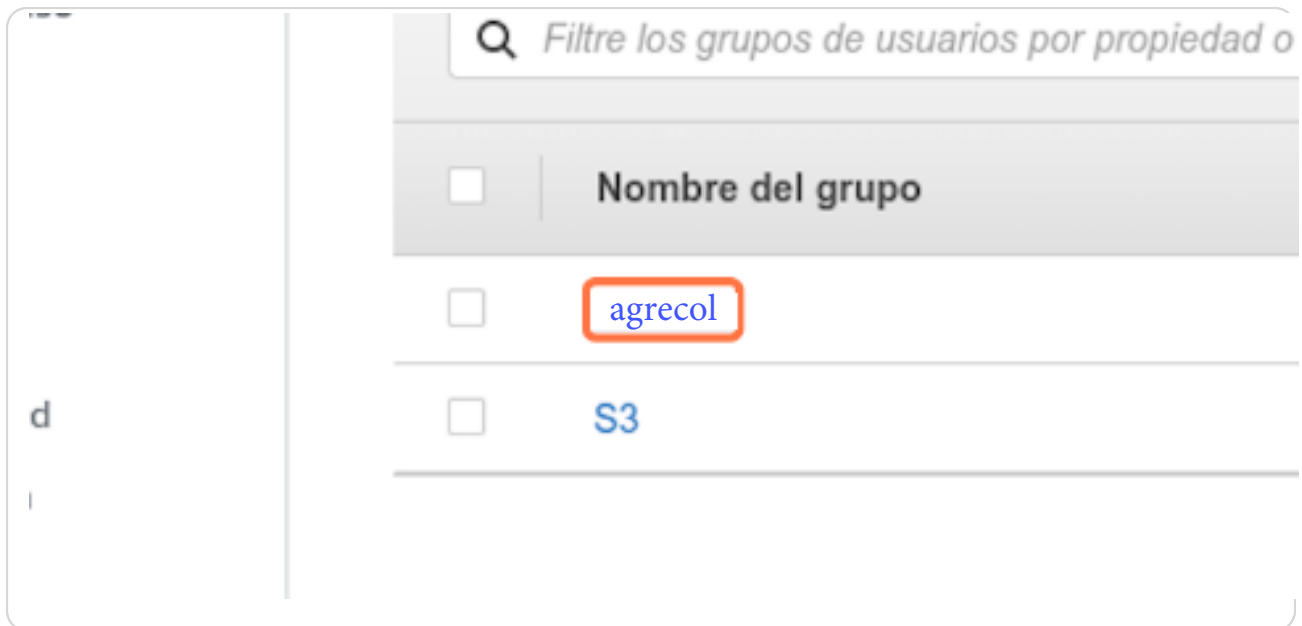 Filtre los grupos de usuarios por propiedad o
Nombre del grupo
agrecol
S3
d